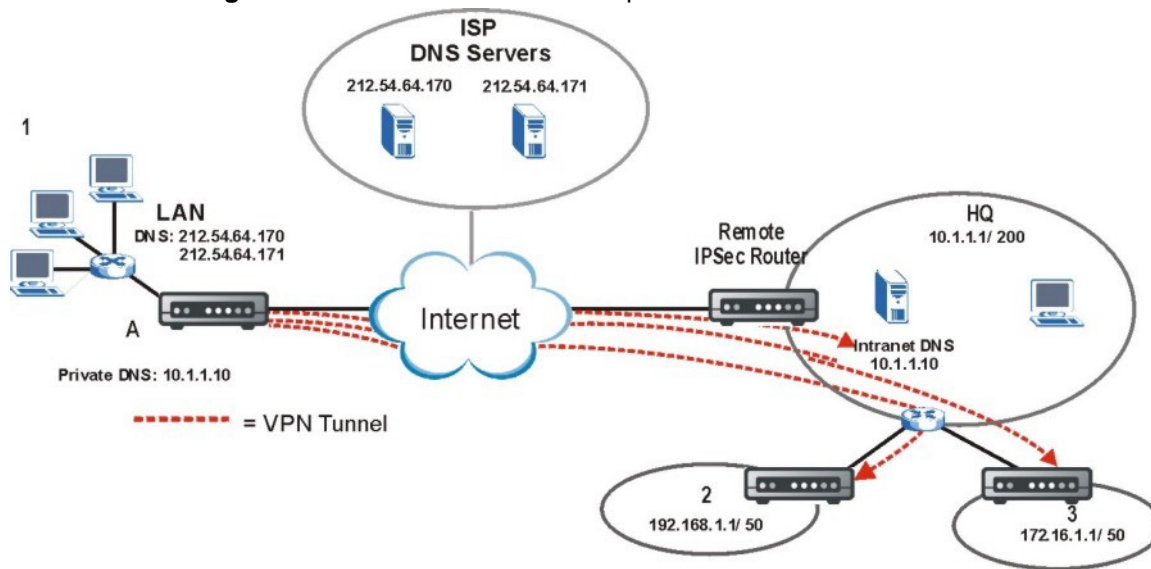 ISP
DNS Servers
212.54.64.170 212.54.64.171
1
LAN
DNS: 212.54.64.170
212.54.64.171
A
Private DNS: 10.1.1.10
= VPN Tunnel
Internet
Remote
IPSec Router
HQ
10.1.1.1/ 200
Intranet DNS
10.1.1.10
2
192.168.1.1/ 50
3
172.16.1.1/ 50